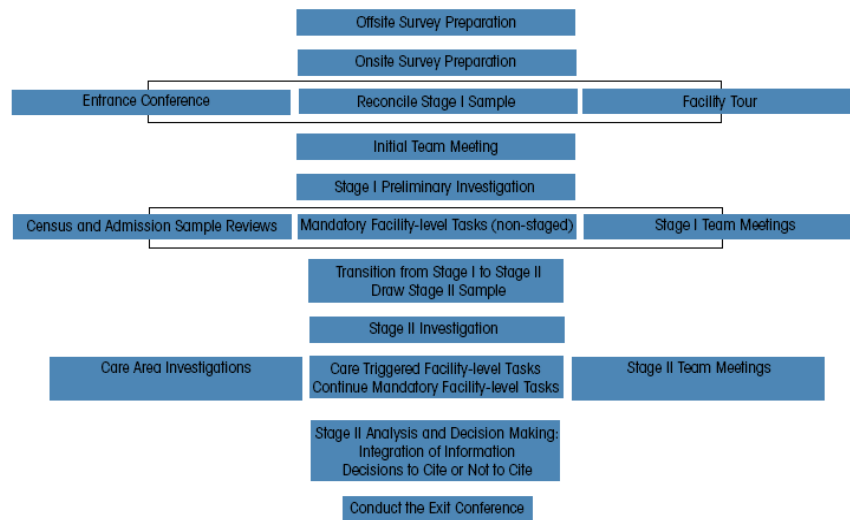 Offsite Survey Preparation
Onsite Survey Preparation
Entrance Conference
Reconcile Stage I Sample
Facility Tour
Initial Team Meeting
Stage I Preliminary Investigation
Census and Admission Sample Reviews
Mandatory Facility-level Tasks (non-staged)
Stage I Team Meetings
Transition from Stage I to Stage II
Draw Stage II Sample
Stage II Investigation
Care Area Investigations
Care Triggered Facility-level Tasks
Continue Mandatory Facility-level Tasks
Stage II Team Meetings
Stage II Analysis and Decision Making:
Integration of Information
Decisions to Cite or Not to Cite
Conduct the Exit Conference